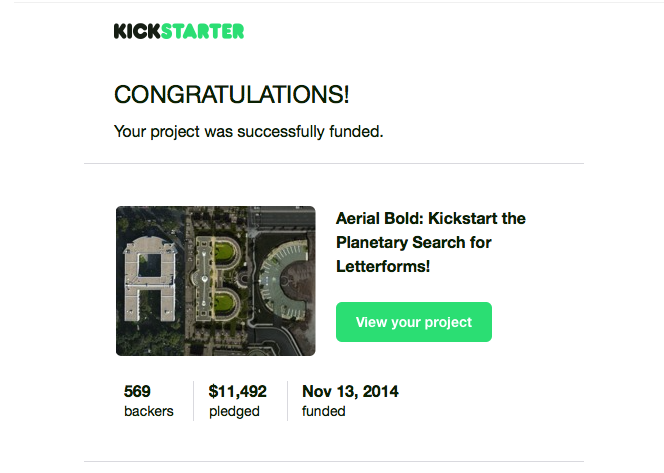 KICKSTARTER
CONGRATULATIONS!
Your project was successfully funded.
ABC
Aerial Bold: Kickstart the
Planetary Search for
Letterforms!
View your project
569
backers
$11,492
pledged
Nov 13, 2014
funded